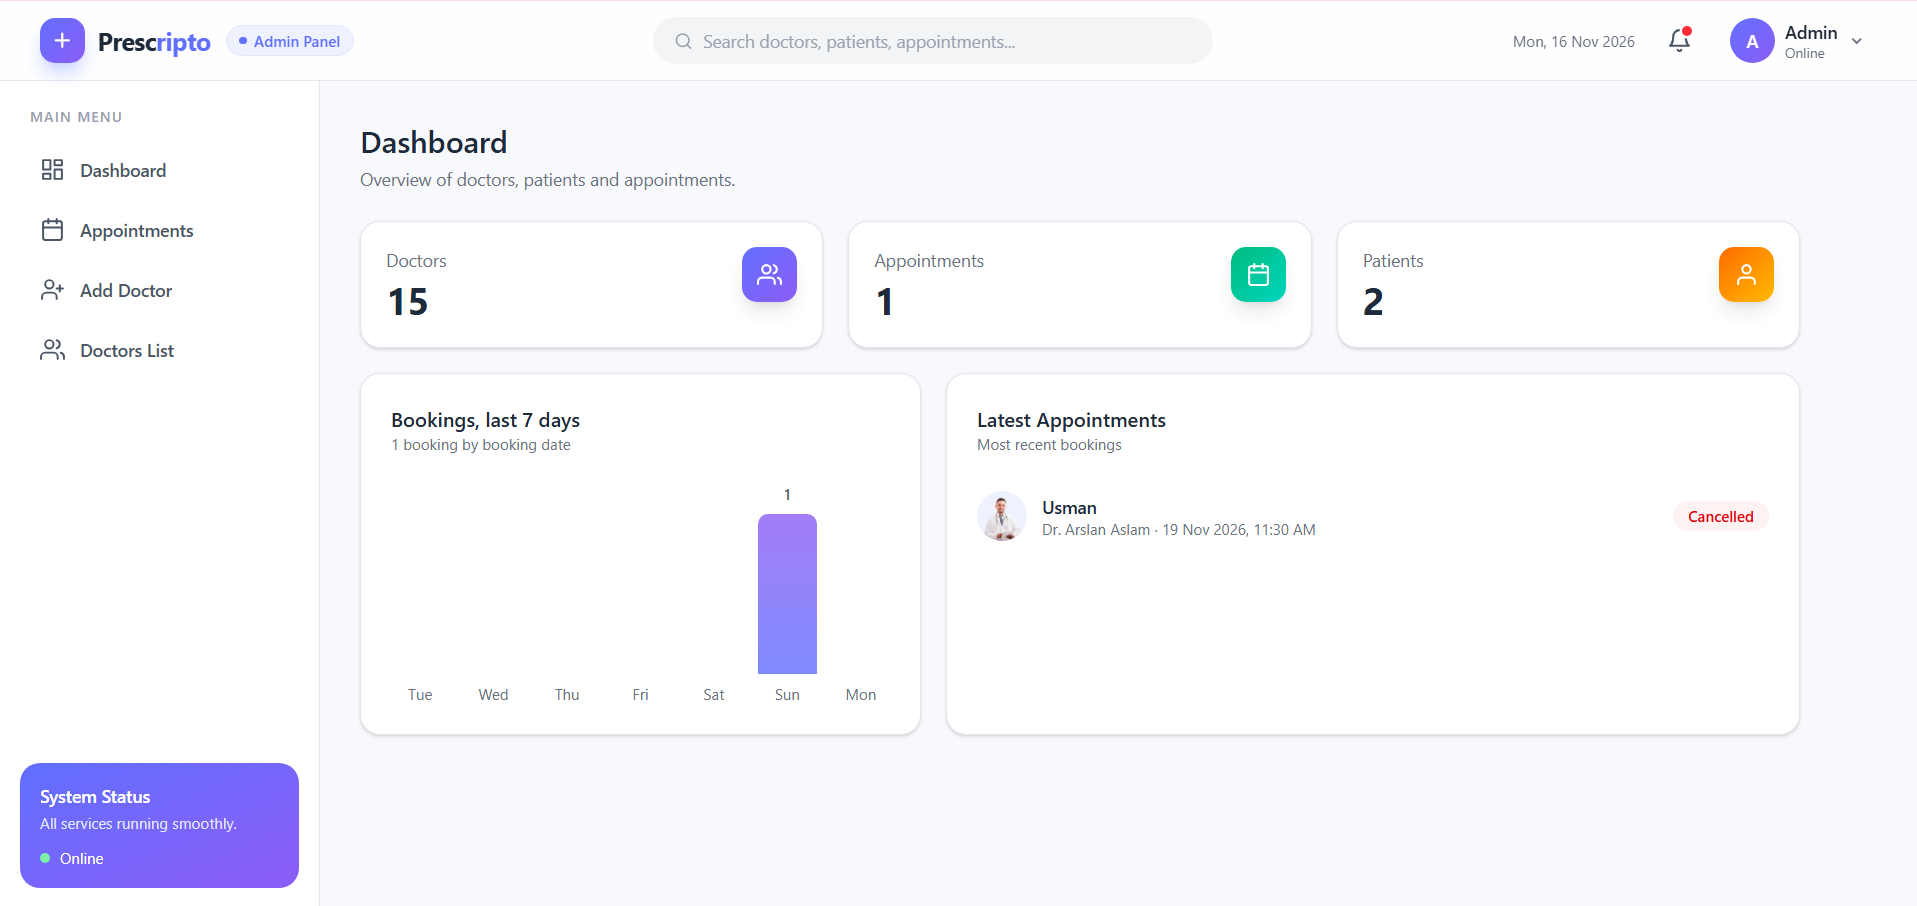 Prescripto
Admin Panel
Search doctors, patients, appointments...
Mon, 16 Nov 2026
A
Admin
Online
MAIN MENU
Dashboard
Appointments
Add Doctor
Doctors List
System Status
All services running smoothly.
Online
Dashboard
Overview of doctors, patients and appointments.
Doctors
15
Appointments
1
Patients
2
Bookings, last 7 days
1 booking by booking date
1
Tue Wed Thu Fri Sat Sun Mon
Latest Appointments
Most recent bookings
Usman
Dr. Arslan Aslam · 19 Nov 2026, 11:30 AM
Cancelled